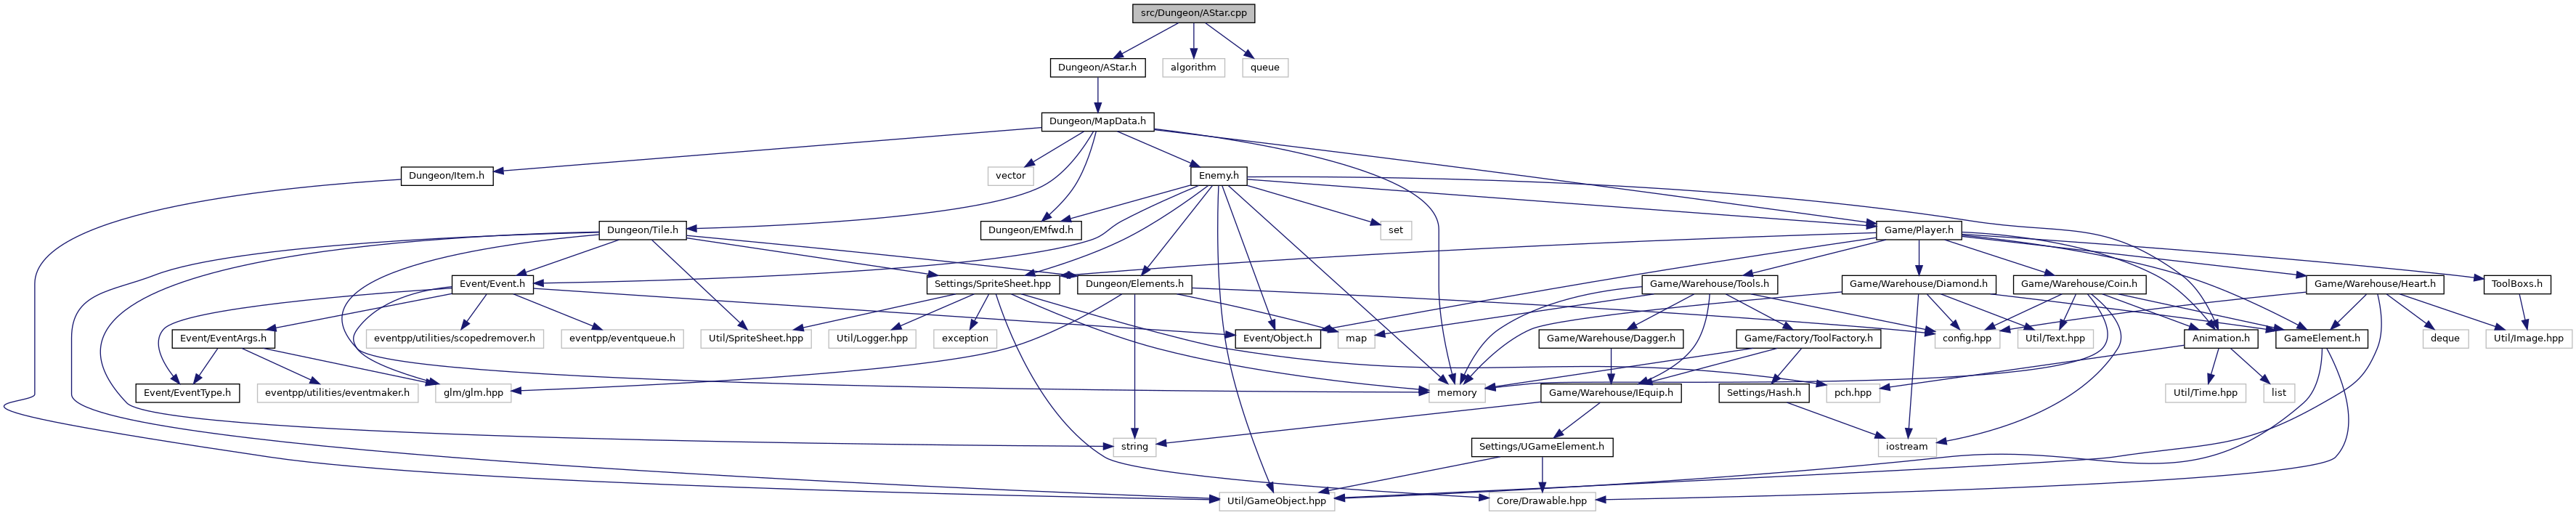 src/Dungeon/AStar.cpp
Dungeon/AStar.h
algorithm
queue
Dungeon/MapData.h
Dungeon/Item.h
vector
Enemy.h
Dungeon/Tile.h
Dungeon/EMfwd.h
set
Game/Player.h
Event/Event.h
Settings/SpriteSheet.hpp
Dungeon/Elements.h
Game/Warehouse/Tools.h
Game/Warehouse/Diamond.h
Game/Warehouse/Coin.h
Game/Warehouse/Heart.h
ToolBoxs.h
Event/EventArgs.h
eventpp/utilities/scopedremover.h
eventpp/eventqueue.h
Util/SpriteSheet.hpp
Util/Logger.hpp
exception
Event/Object.h
map
Game/Warehouse/Dagger.h
Game/Factory/ToolFactory.h
config.hpp
Util/Text.hpp
Animation.h
GameElement.h
deque
Util/Image.hpp
Event/EventType.h
eventpp/utilities/eventmaker.h
glm/glm.hpp
memory
Game/Warehouse/IEquip.h
Settings/Hash.h
pch.hpp
Util/Time.hpp
list
string
Settings/UGameElement.h
iostream
Util/GameObject.hpp
Core/Drawable.hpp